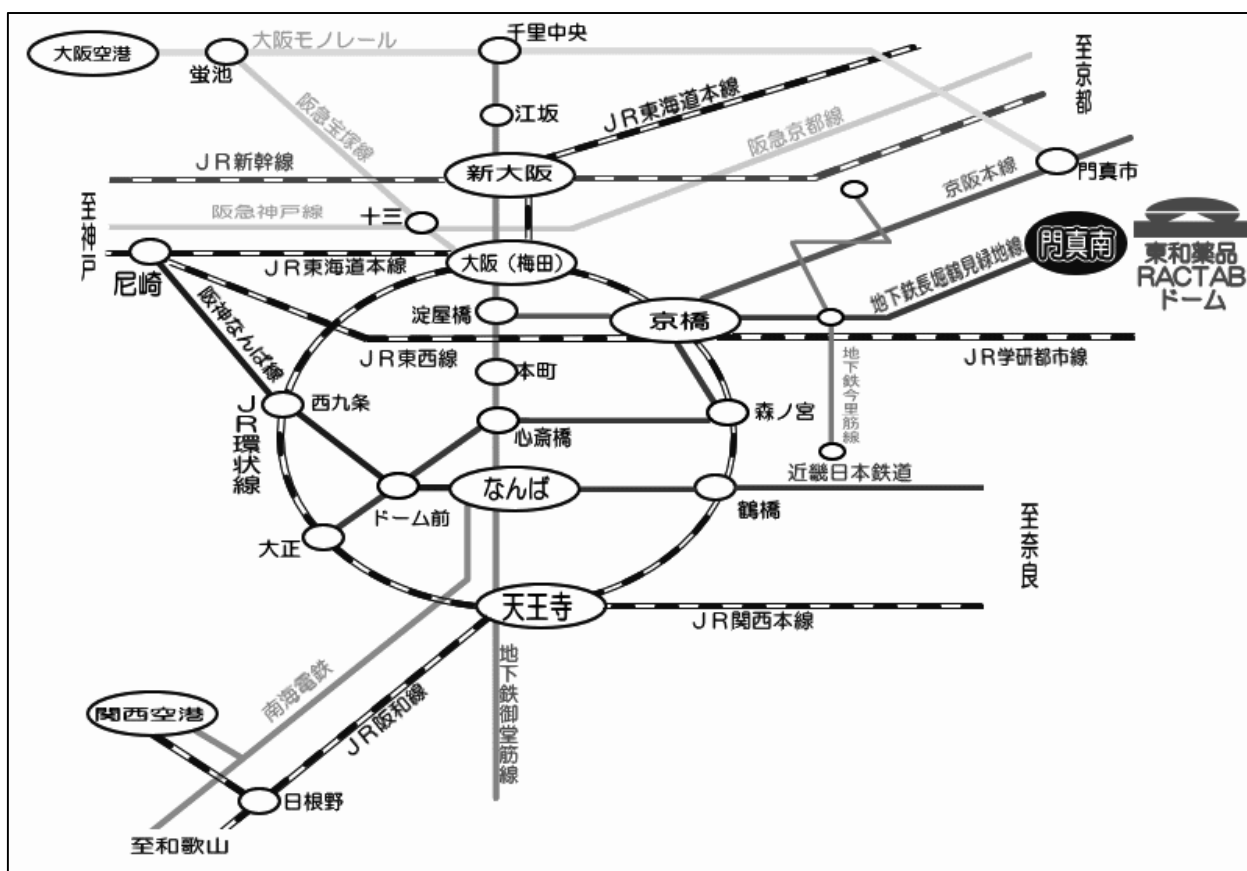 大阪空港
大阪モノレール
千里中央
蛍池
至京都
阪急宝塚線
江坂
JR東海道本線
阪急京都線
JR新幹線
新大阪
京阪本線
門真市
至神戸
阪急神戸線
十三
門真南
東和薬品
RACTAB
ドーム
尼崎
JR東海道本線
大阪(梅田)
地下鉄長堀鶴見緑地線
阪神なんば線
淀屋橋
京橋
JR東西線
JR学研都市線
本町
地下鉄今里筋線
JR環状線
西九条
心斎橋
森ノ宮
近畿日本鉄道
なんば
ドーム前
鶴橋
大正
至奈良
天王寺
JR関西本線
南海電鉄
地下鉄御堂筋線
関西空港
JR阪和線
日根野
至和歌山